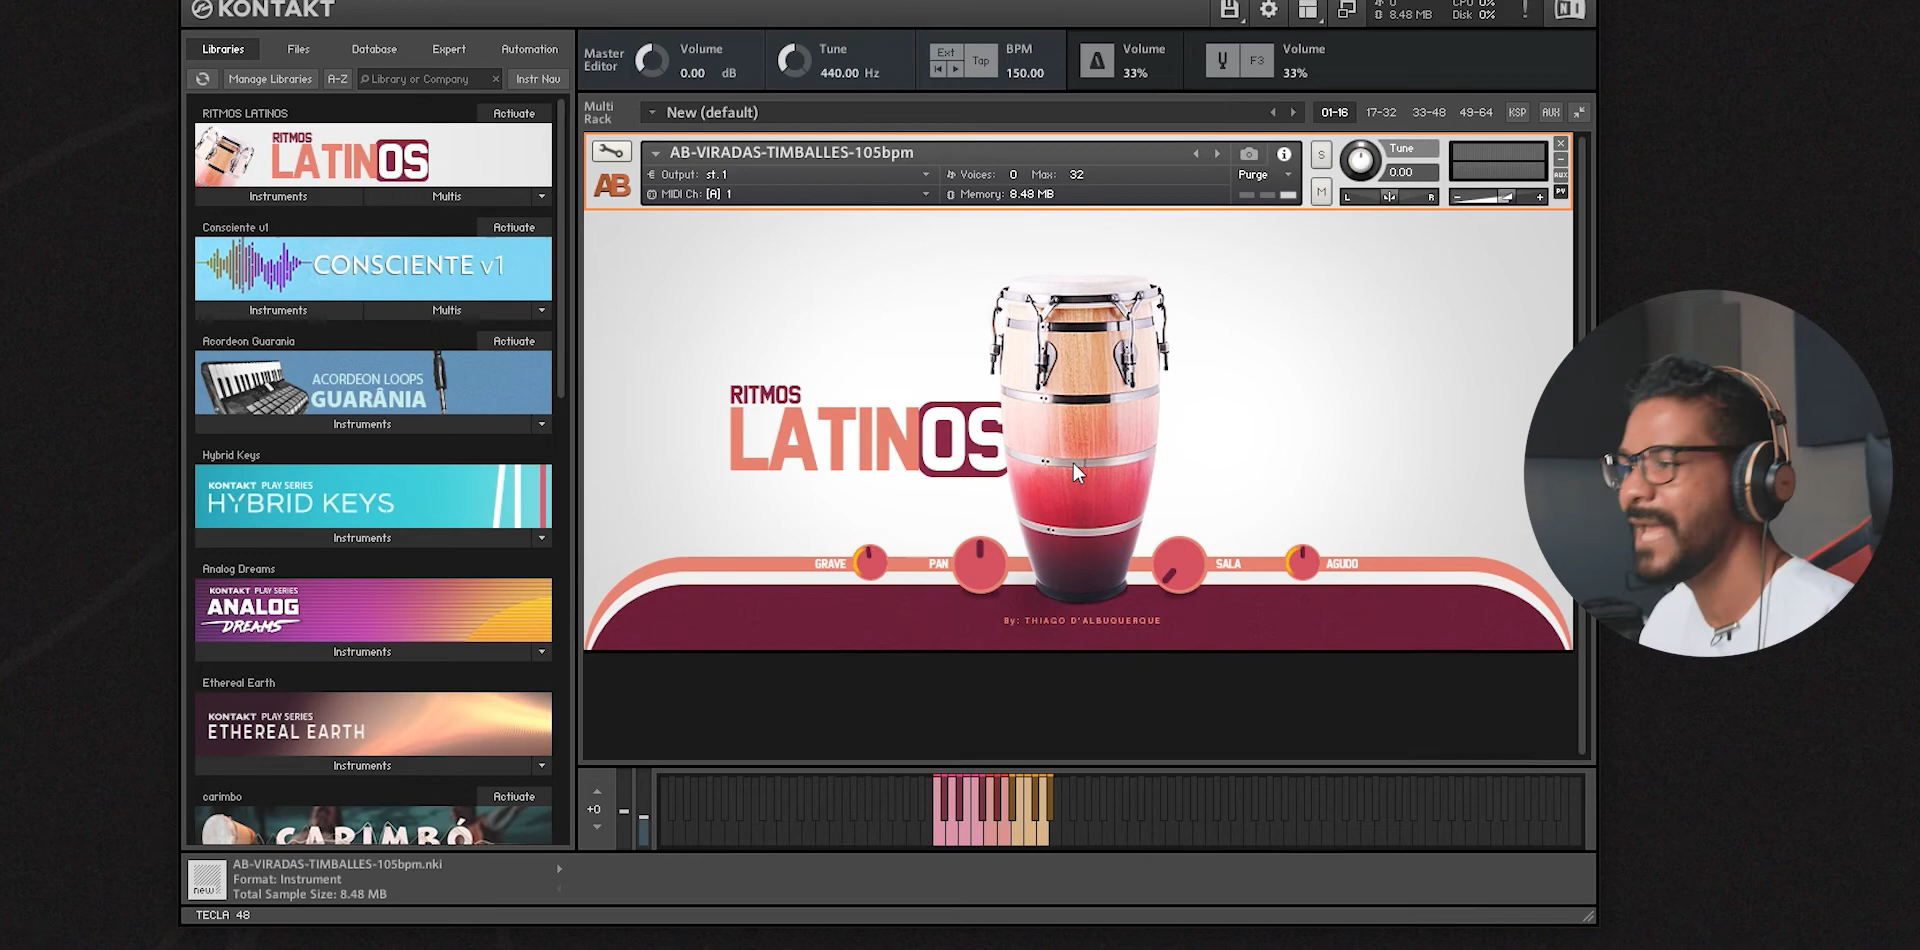 KONTAKT
0
8.48 MB
CPU 0%
Disk 0%
!
Libraries
Files
Database
Expert
Automation
Manage Libraries
A-Z
Library or Company
×
Instr Nav
RITMOS LATINOS
Activate
RITMOS
LATINOS
Instruments
Multis
Consciente v1
Activate
CONSCIENTE v1
Instruments
Multis
Acordeon Guarania
Activate
ACORDEON LOOPS
GUARÂNIA
Instruments
Hybrid Keys
KONTAKT PLAY SERIES
HYBRID KEYS
Instruments
Analog Dreams
KONTAKT PLAY SERIES
ANALOG
DREAMS
Instruments
Ethereal Earth
KONTAKT PLAY SERIES
ETHEREAL EARTH
Instruments
carimbo
Activate
CARIMBÓ
Master
Editor
Volume
0.00 dB
Tune
440.00 Hz
Ext
Tap
BPM
150.00
Volume
33%
F3
Volume
33%
Multi
Rack
New (default)
01-16
17-32
33-48
49-64
KSP
AUX
AB-VIRADAS-TIMBALLES-105bpm
AB
Output: st.1
Voices: 0 Max: 32
Purge
MIDI Ch: [A] 1
Memory: 8.48 MB
S
M
Tune
0.00
L
R
-
+
×
-
AUX
PV
RITMOS
LATINOS
GRAVE
PAN
SALA
AGUDO
By: THIAGO D'ALBUQUERQUE
+0
new
AB-VIRADAS-TIMBALLES-105bpm.nki
Format: Instrument
Total Sample Size: 8.48 MB
TECLA 48